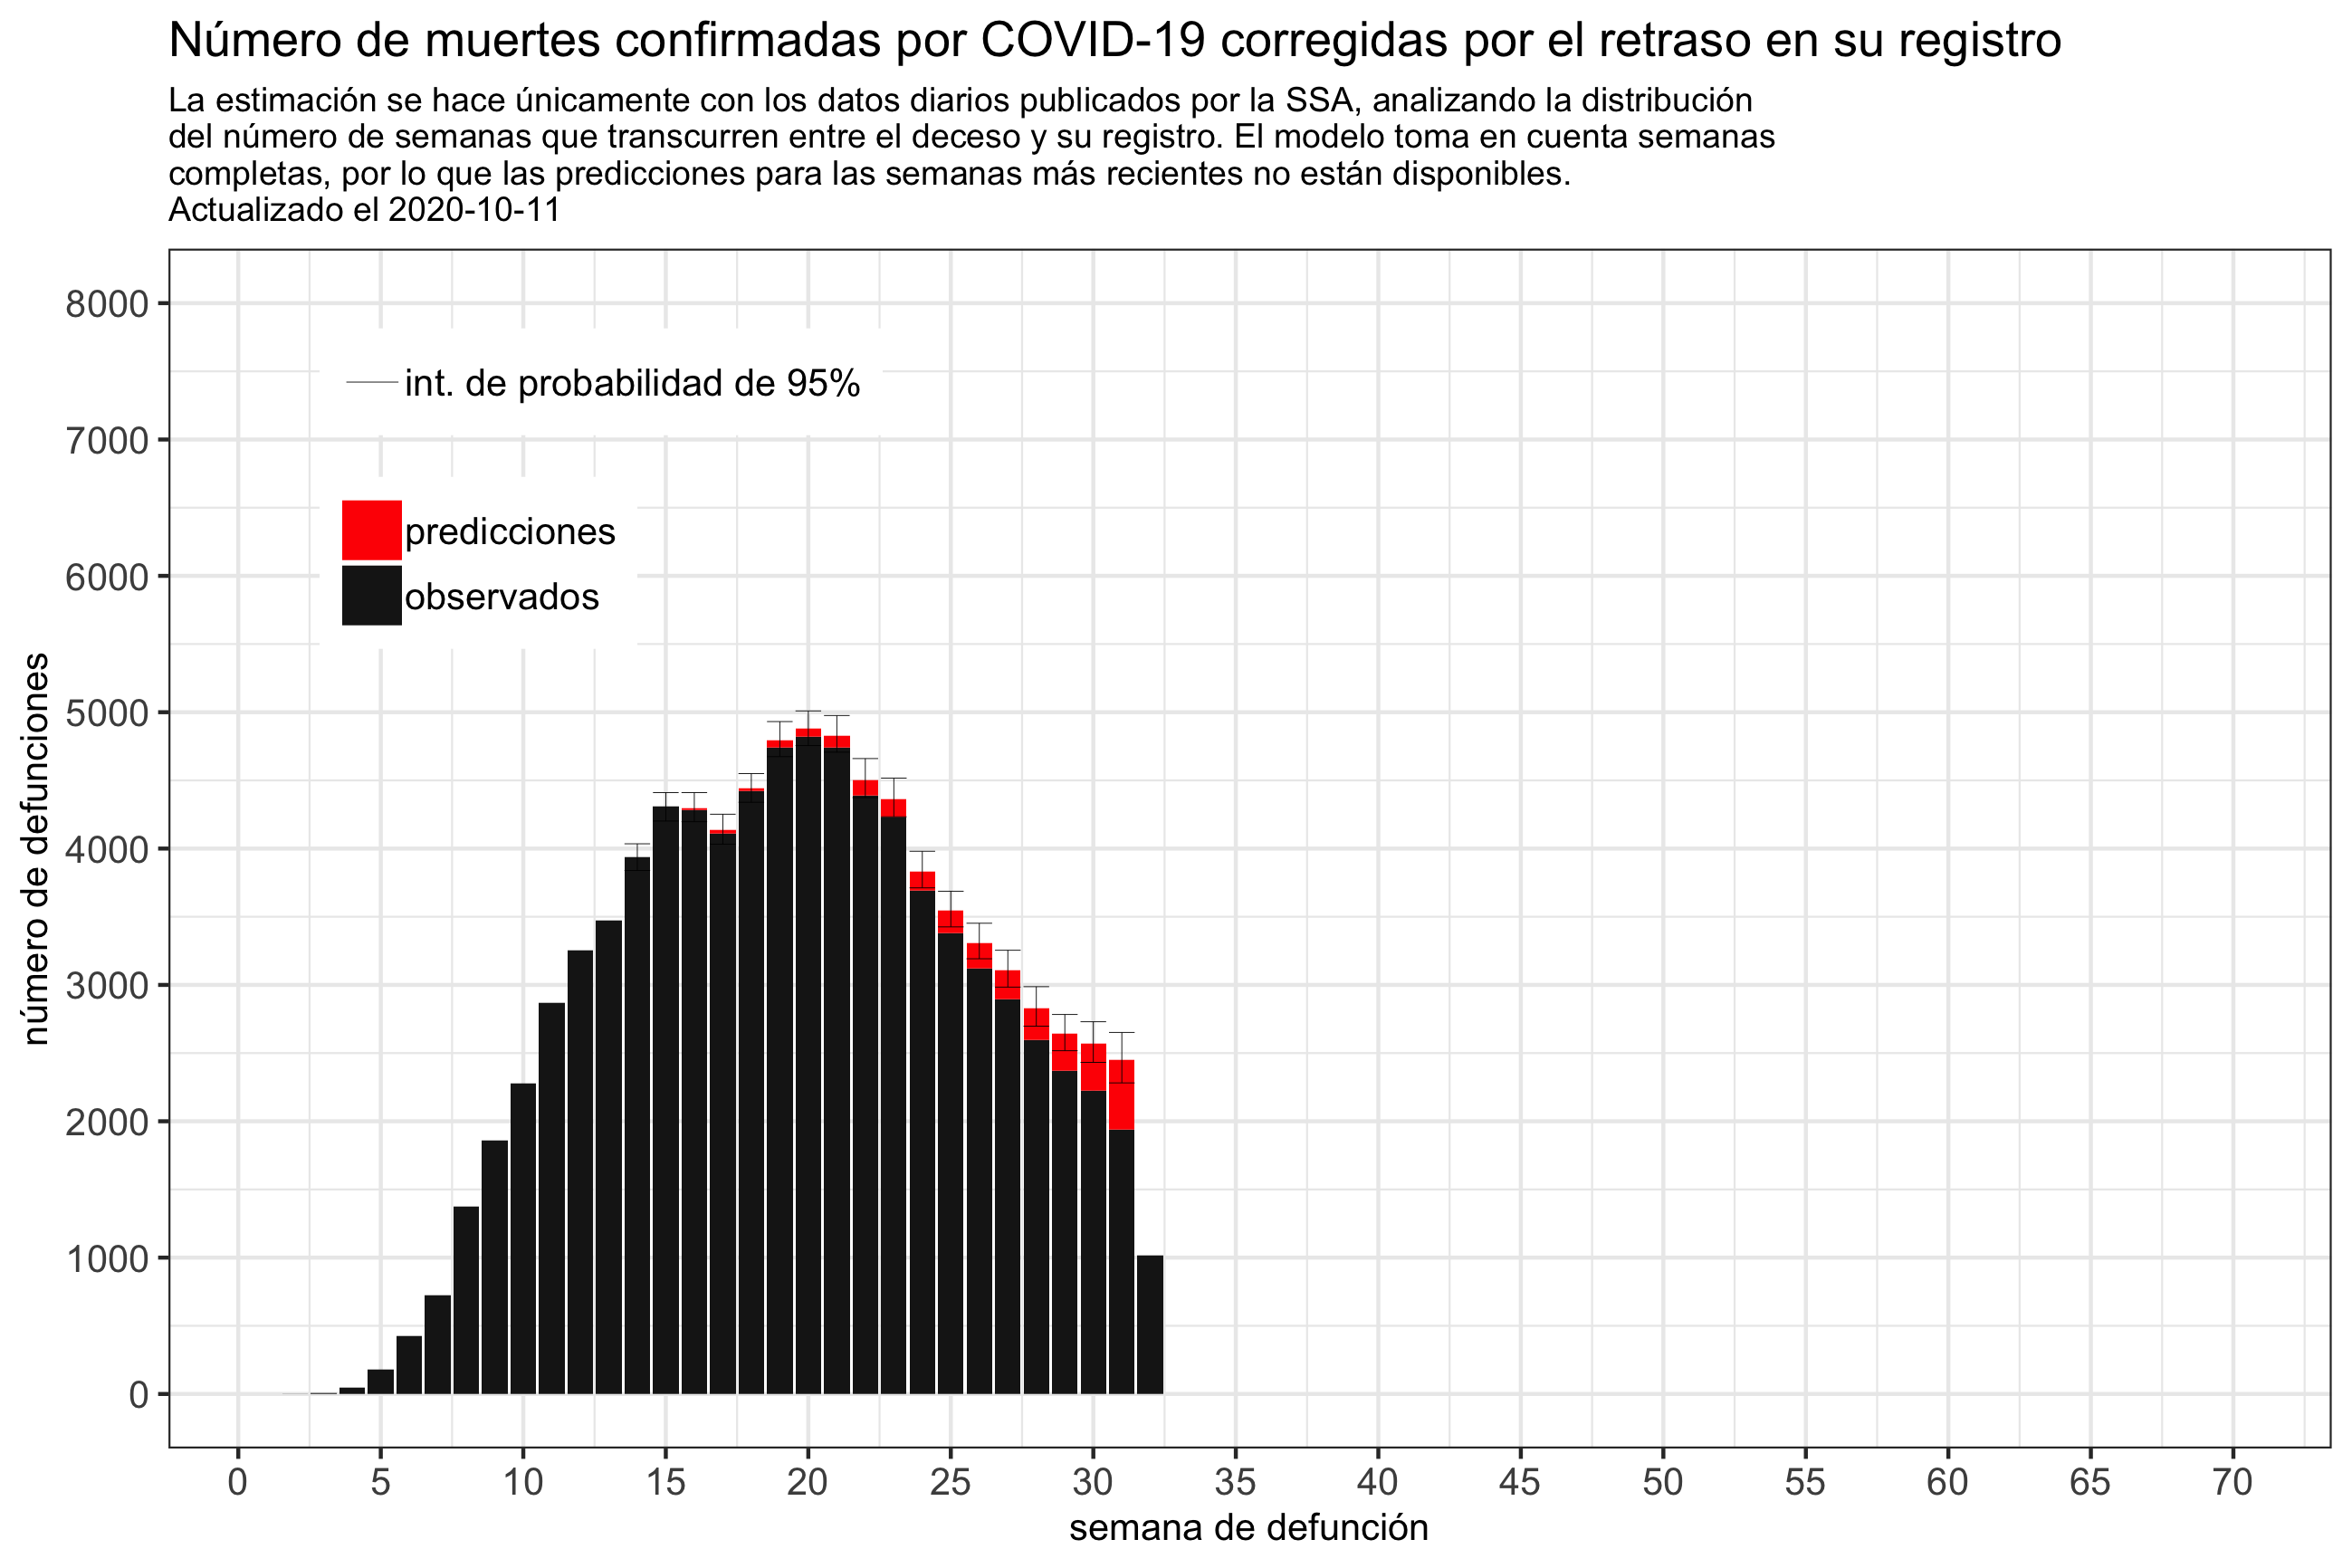 Número de muertes confirmadas por COVID-19 corregidas por el retraso en su registro
La estimación se hace únicamente con los datos diarios publicados por la SSA, analizando la distribución
del número de semanas que transcurren entre el deceso y su registro. El modelo toma en cuenta semanas
completas, por lo que las predicciones para las semanas más recientes no están disponibles.
Actualizado el 2020-10-11
8000
7000
6000
5000
4000
3000
2000
1000
0
número de defunciones
int. de probabilidad de 95%
predicciones
observados
0 5 10 15 20 25 30 35 40 45 50 55 60 65 70
semana de defunción